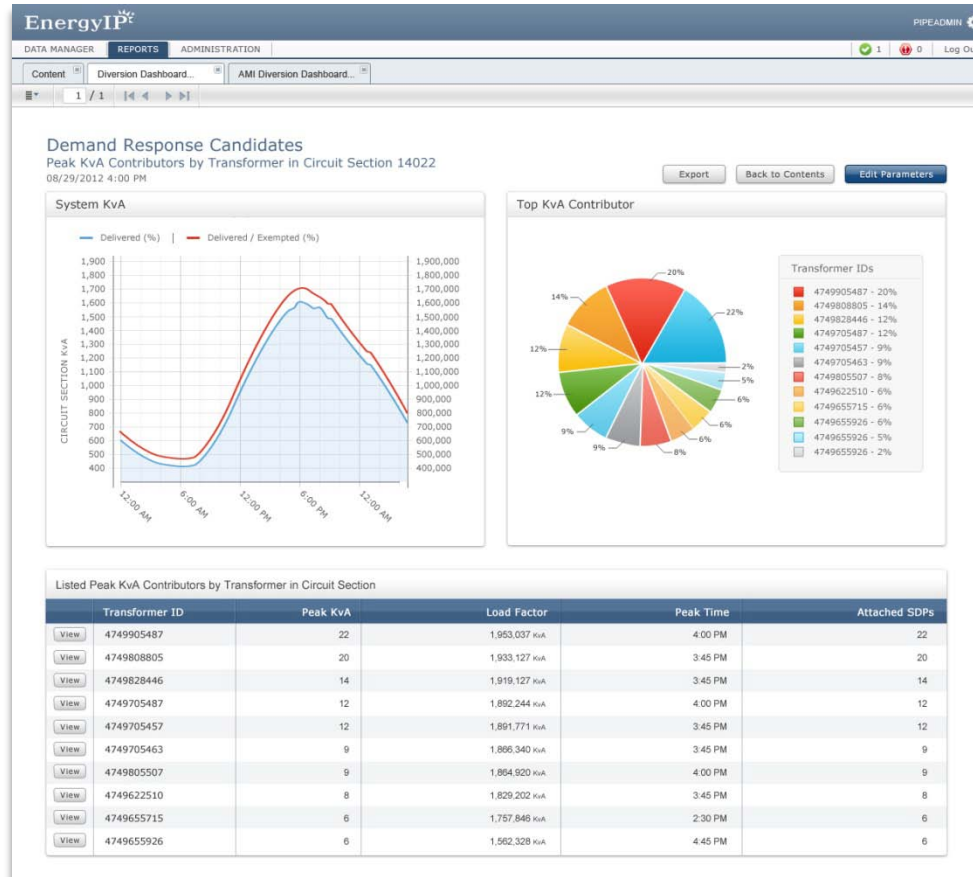 EnergyIP
PIPEADMIN
DATA MANAGER REPORTS ADMINISTRATION 1 0 Log Ou
Content Diversion Dashboard... AMI Diversion Dashboard...
1 / 1
Demand Response Candidates
Peak KvA Contributors by Transformer in Circuit Section 14022
08/29/2012 4:00 PM
Export Back to Contents Edit Parameters
System KvA
Delivered (%) | Delivered / Exempted (%)
1,900 1,900,000
1,800 1,800,000
1,700 1,700,000
1,600 1,600,000
1,500 1,500,000
1,400 1,400,000
1,300 1,300,000
1,200 1,200,000
1,100 1,100,000
1,000 1,000,000
900 900,000
800 800,000
700 700,000
600 600,000
500 500,000
400 400,000
CIRCUIT SECTION KvA
12:00 AM 6:00 AM 12:00 PM 6:00 PM 12:00 AM
Top KvA Contributor
20%
22%
2%
5%
6%
6%
6%
8%
9%
9%
12%
12%
14%
Transformer IDs
4749905487 - 20%
4749808805 - 14%
4749828446 - 12%
4749705487 - 12%
4749705457 - 9%
4749705463 - 9%
4749805507 - 8%
4749622510 - 6%
4749655715 - 6%
4749655926 - 6%
4749655926 - 5%
4749655926 - 2%
Listed Peak KvA Contributors by Transformer in Circuit Section
Transformer ID Peak KvA Load Factor Peak Time Attached SDPs
View 4749905487 22 1,953,037 KvA 4:00 PM 22
View 4749808805 20 1,933,127 KvA 3:45 PM 20
View 4749828446 14 1,919,127 KvA 3:45 PM 14
View 4749705487 12 1,892,244 KvA 4:00 PM 12
View 4749705457 12 1,891,771 KvA 3:45 PM 12
View 4749705463 9 1,866,340 KvA 3:45 PM 9
View 4749805507 9 1,864,920 KvA 4:00 PM 9
View 4749622510 8 1,829,202 KvA 3:45 PM 8
View 4749655715 6 1,757,846 KvA 2:30 PM 6
View 4749655926 6 1,562,328 KvA 4:45 PM 6